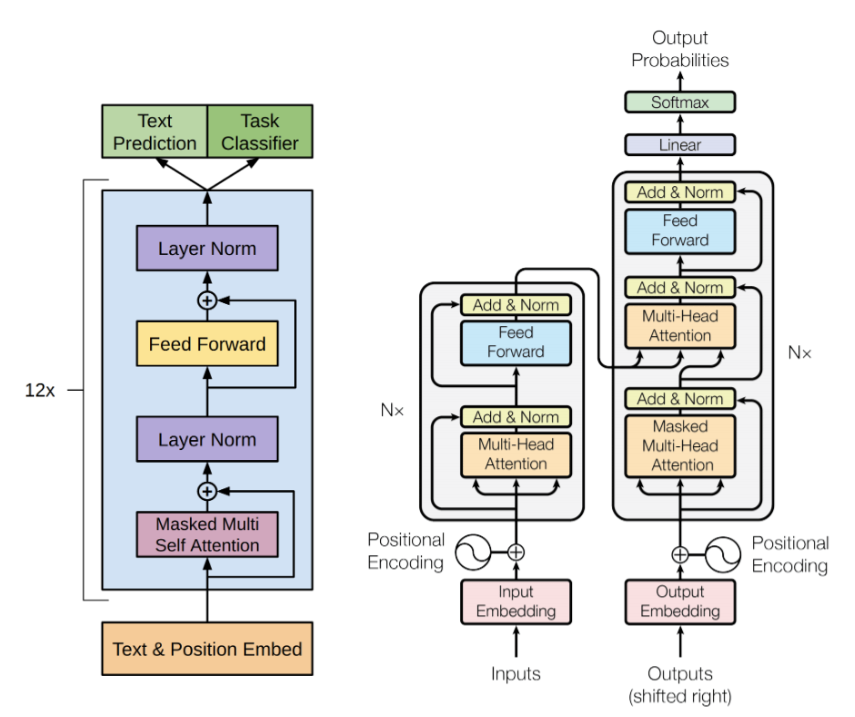 Text
Prediction
Task
Classifier
Layer Norm
Feed Forward
12x
Layer Norm
Masked Multi
Self Attention
Text & Position Embed
Output
Probabilities
Softmax
Linear
Add & Norm
Feed
Forward
Add & Norm
Multi-Head
Attention
Nx
Add & Norm
Masked
Multi-Head
Attention
Add & Norm
Feed
Forward
Nx
Add & Norm
Multi-Head
Attention
Positional
Encoding
Positional
Encoding
Input
Embedding
Output
Embedding
Inputs
Outputs
(shifted right)